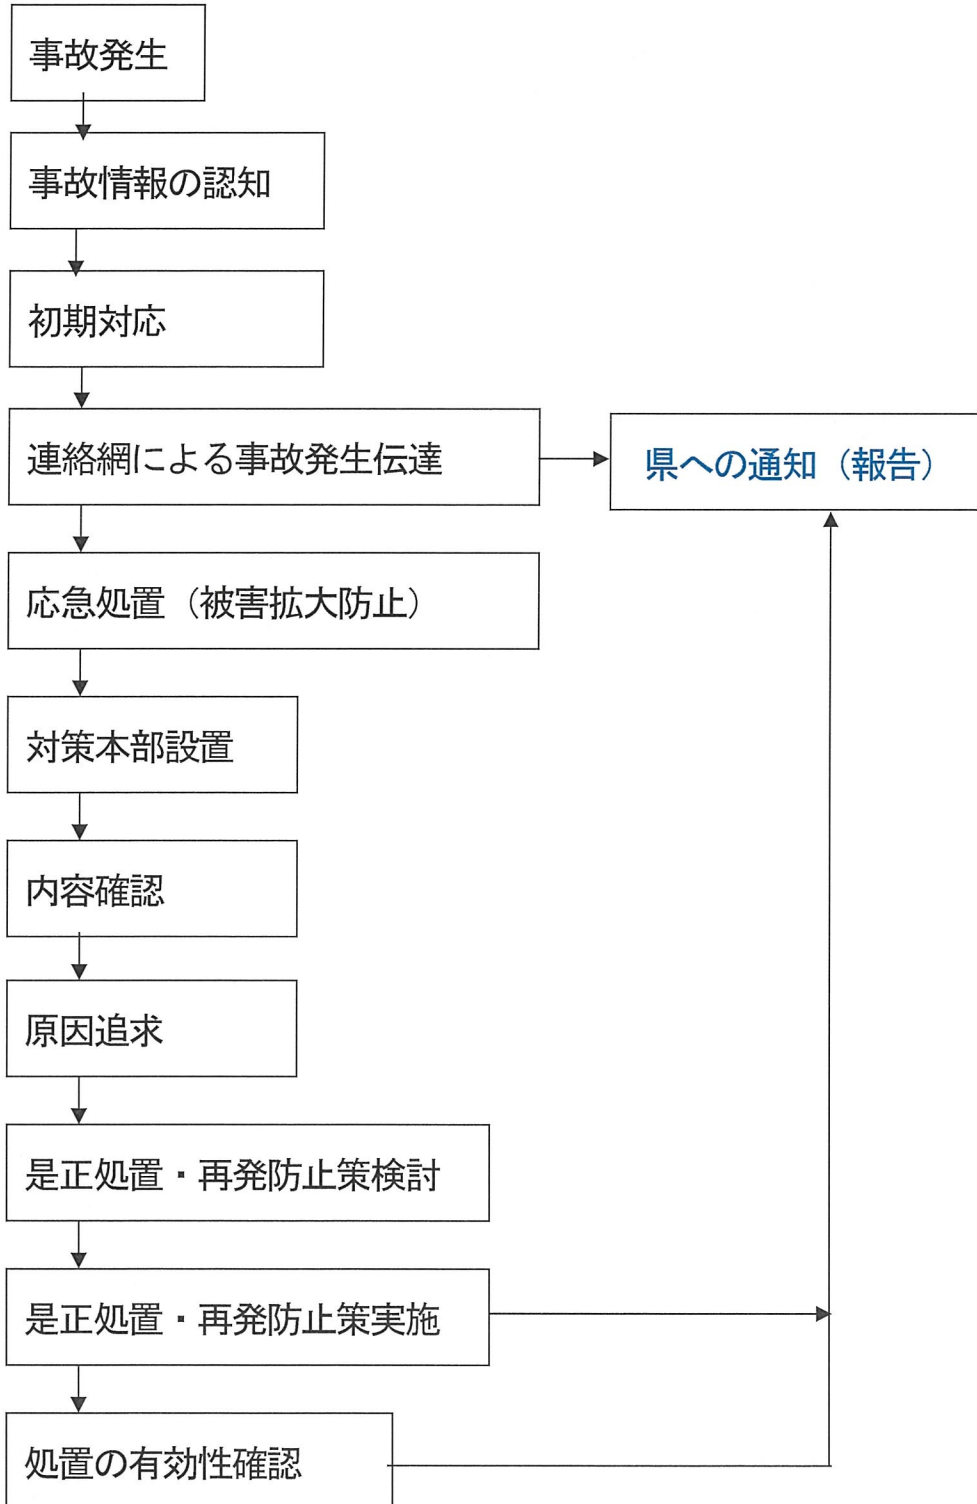 事故発生
事故情報の認知
初期対応
連絡網による事故発生伝達
県への通知（報告）
応急処置（被害拡大防止）
対策本部設置
内容確認
原因追求
是正処置・再発防止策検討
是正処置・再発防止策実施
処置の有効性確認